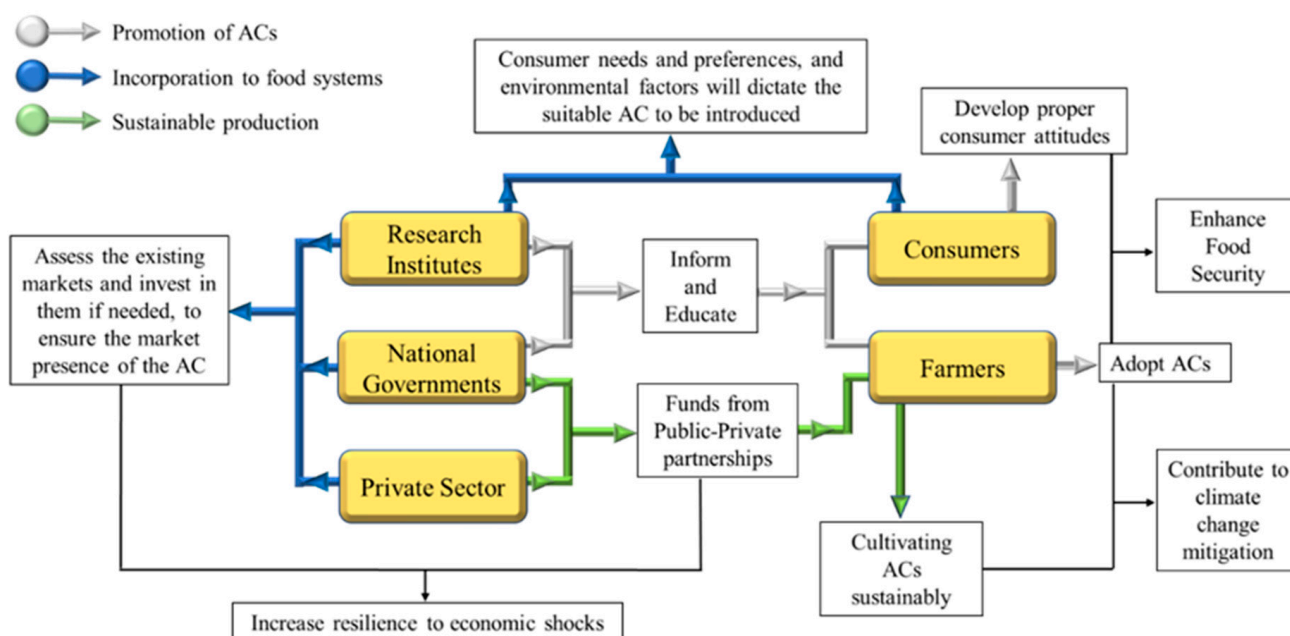 Promotion of ACs
Incorporation to food systems
Sustainable production
Consumer needs and preferences, and
environmental factors will dictate the
suitable AC to be introduced
Develop proper
consumer attitudes
Assess the existing
markets and invest in
them if needed, to
ensure the market
presence of the AC
Research
Institutes
Inform
and
Educate
Consumers
Enhance
Food
Security
National
Governments
Farmers
Adopt ACs
Funds from
Public-Private
partnerships
Private Sector
Contribute to
climate
change
mitigation
Cultivating
ACs
sustainably
Increase resilience to economic shocks